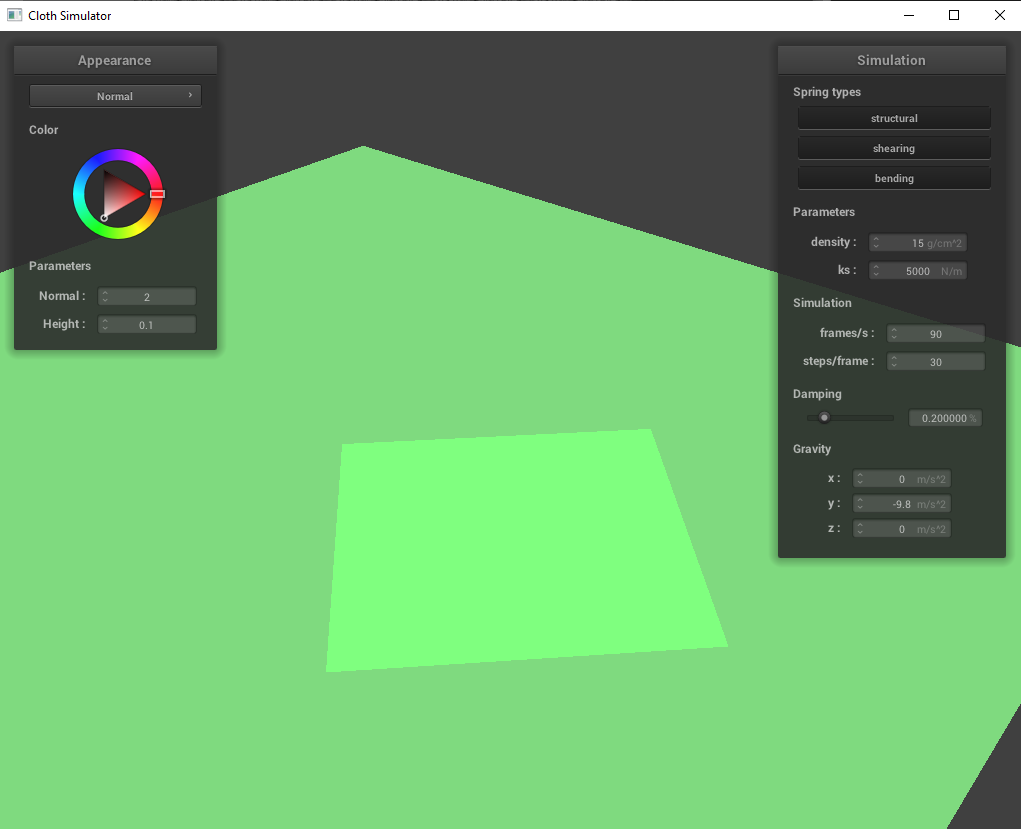 Cloth Simulator
Appearance
Normal
Color
Parameters
Normal : 2
Height : 0.1
Simulation
Spring types
structural
shearing
bending
Parameters
density : 15 g/cm^2
ks : 5000 N/m
Simulation
frames/s : 90
steps/frame : 30
Damping
0.200000 %
Gravity
x : 0 m/s^2
y : -9.8 m/s^2
z : 0 m/s^2